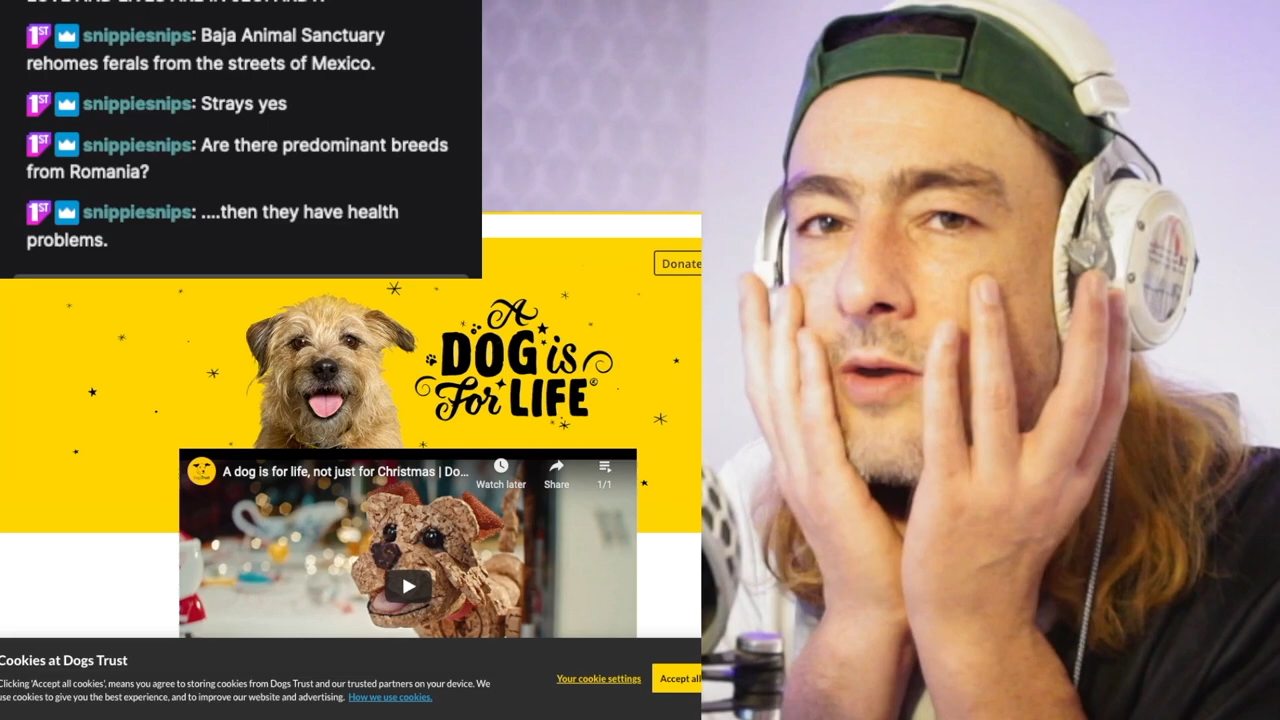 1ST snippiesnips: Baja Animal Sanctuary
rehomes ferals from the streets of Mexico.
1ST snippiesnips: Strays yes
1ST snippiesnips: Are there predominant breeds
from Romania?
1ST snippiesnips: ....then they have health
problems.
Donate
A
DOG is
For LIFE®
A dog is for life, not just for Christmas | Do...
Watch later
Share
1/1
Cookies at Dogs Trust
Clicking 'Accept all cookies', means you agree to storing cookies from Dogs Trust and our trusted partners on your device. We
use cookies to give you the best experience, and to improve our website and advertising. How we use cookies.
Your cookie settings
Accept all